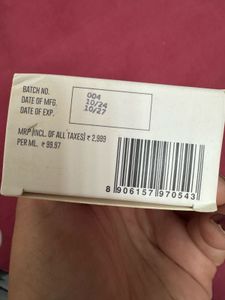 BATCH NO. 004
DATE OF MFG. 10/24
DATE OF EXP. 10/27
MRP (INCL. OF ALL TAXES) ₹ 2,999
PER ML. ₹ 99.97
8 906157 970543